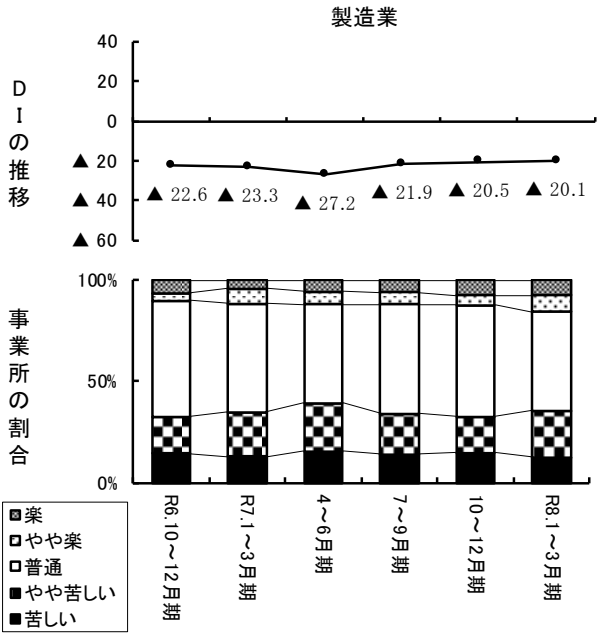 製造業
DIの推移
40
20
0
▲ 20
▲ 40
▲ 60
▲ 22.6
▲ 23.3
▲ 27.2
▲ 21.9
▲ 20.5
▲ 20.1
事業所の割合
100%
50%
0%
R6.10～12月期
R7.1～3月期
4～6月期
7～9月期
10～12月期
R8.1～3月期
楽
やや楽
普通
やや苦しい
苦しい